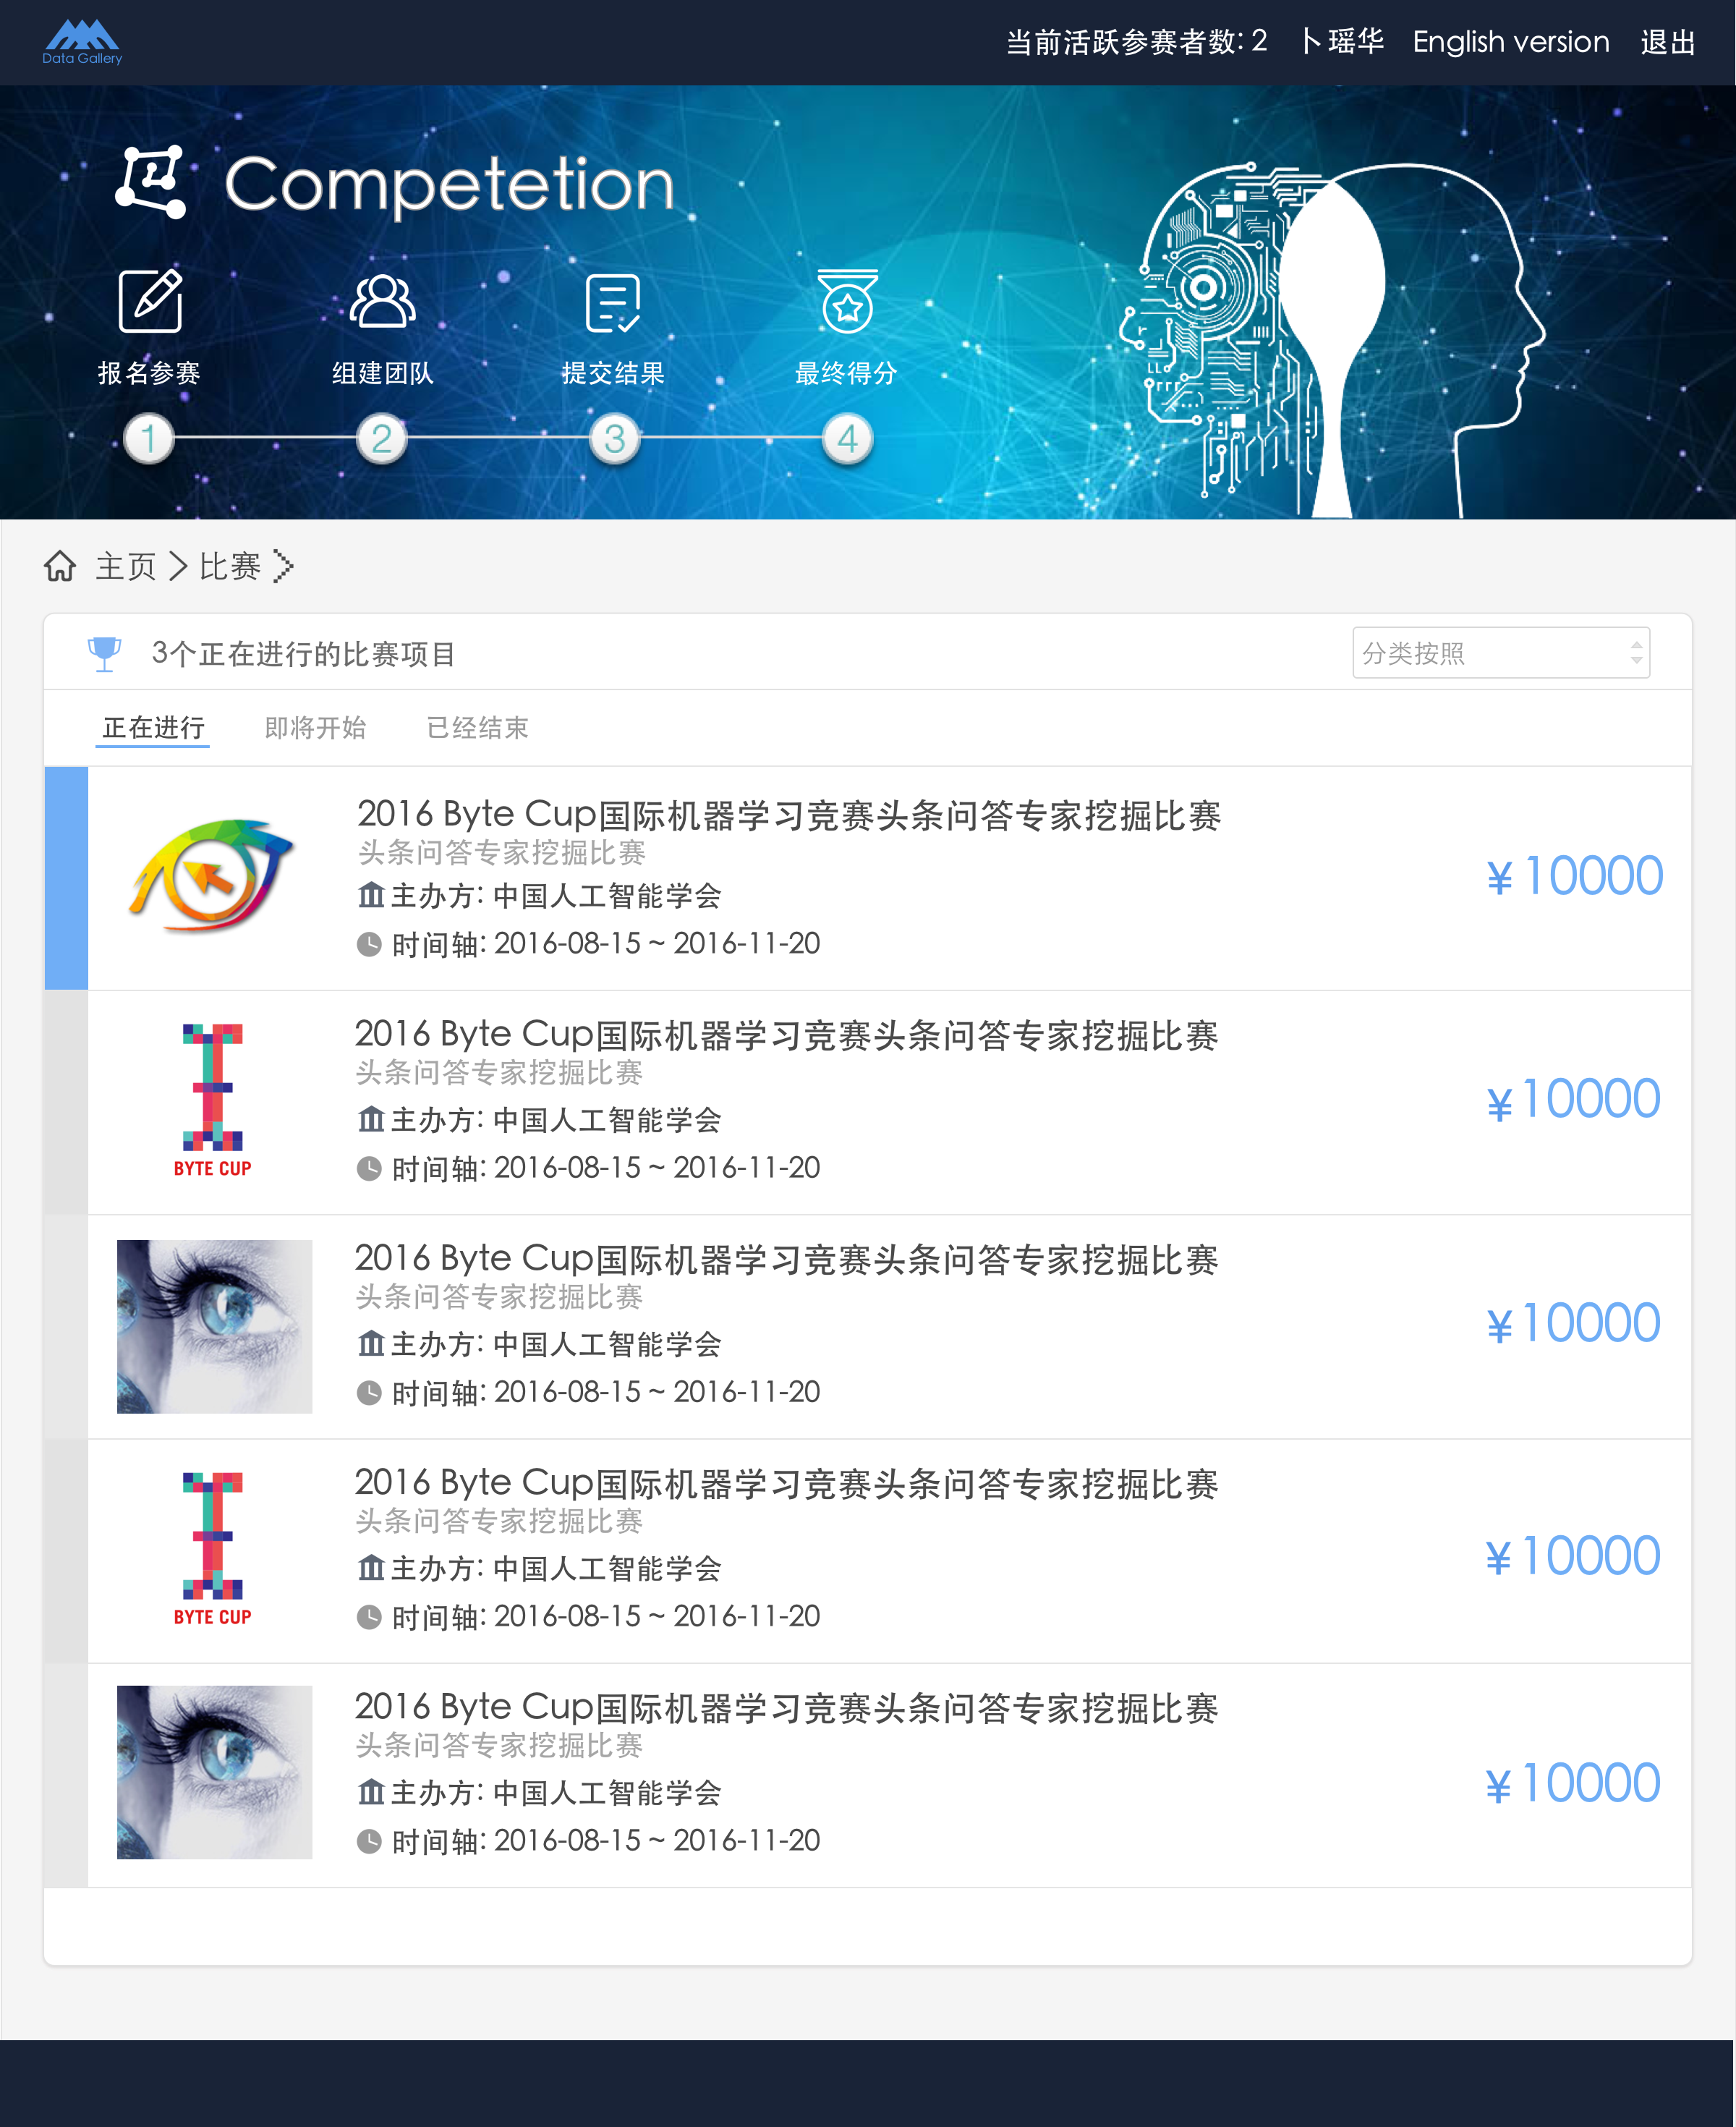 Data Gallery
当前活跃参赛者数: 2 卜瑶华 English version 退出
Competetion
报名参赛 组建团队 提交结果 最终得分
1 2 3 4
主页 比赛
3个正在进行的比赛项目
分类按照
正在进行 即将开始 已经结束
2016 Byte Cup国际机器学习竞赛头条问答专家挖掘比赛
头条问答专家挖掘比赛
主办方: 中国人工智能学会
时间轴: 2016-08-15 ~ 2016-11-20
¥ 10000
BYTE CUP
2016 Byte Cup国际机器学习竞赛头条问答专家挖掘比赛
头条问答专家挖掘比赛
主办方: 中国人工智能学会
时间轴: 2016-08-15 ~ 2016-11-20
¥ 10000
2016 Byte Cup国际机器学习竞赛头条问答专家挖掘比赛
头条问答专家挖掘比赛
主办方: 中国人工智能学会
时间轴: 2016-08-15 ~ 2016-11-20
¥ 10000
BYTE CUP
2016 Byte Cup国际机器学习竞赛头条问答专家挖掘比赛
头条问答专家挖掘比赛
主办方: 中国人工智能学会
时间轴: 2016-08-15 ~ 2016-11-20
¥ 10000
2016 Byte Cup国际机器学习竞赛头条问答专家挖掘比赛
头条问答专家挖掘比赛
主办方: 中国人工智能学会
时间轴: 2016-08-15 ~ 2016-11-20
¥ 10000